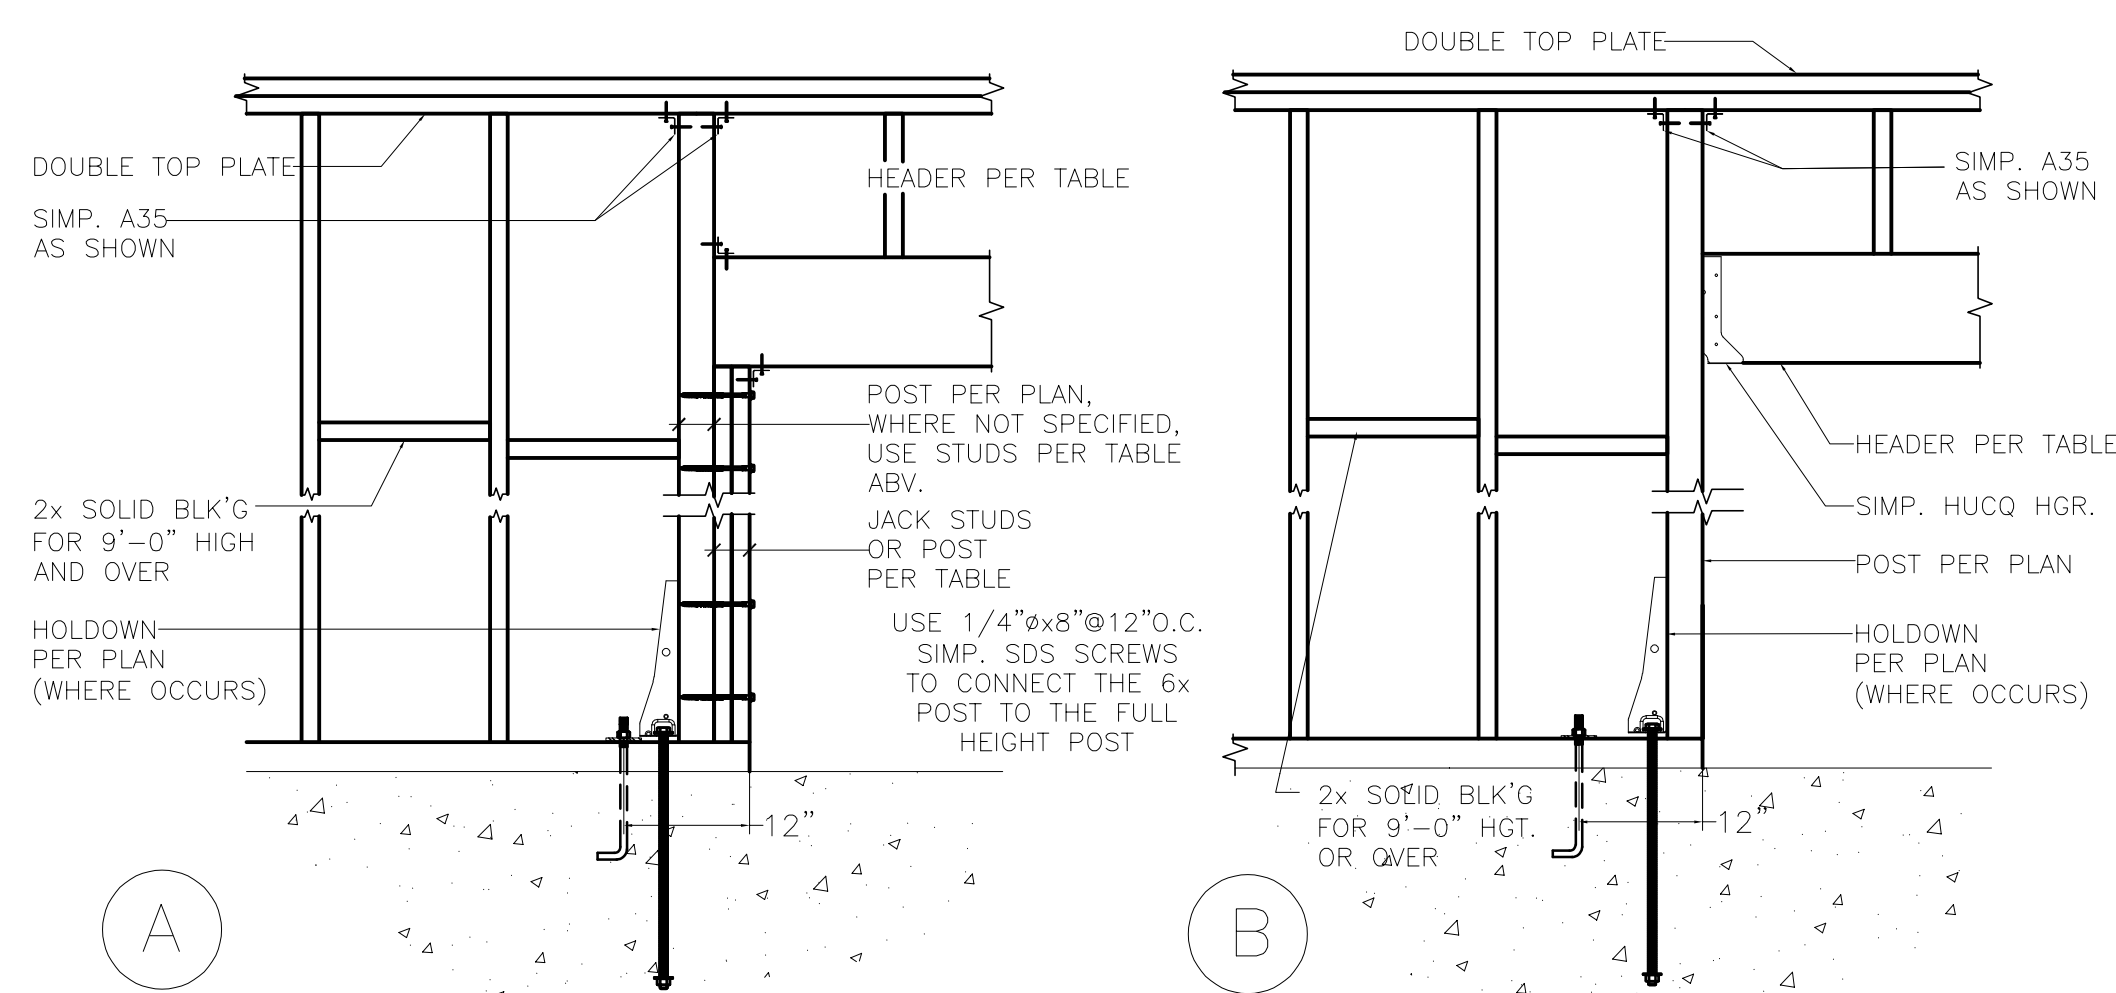 DOUBLE TOP PLATE
SIMP. A35
AS SHOWN
2x SOLID BLK'G
FOR 9'-0" HIGH
AND OVER
HOLDOWN
PER PLAN
(WHERE OCCURS)
HEADER PER TABLE
POST PER PLAN,
WHERE NOT SPECIFIED,
USE STUDS PER TABLE
ABV.
JACK STUDS
OR POST
PER TABLE
USE 1/4"øx8"@12"O.C.
SIMP. SDS SCREWS
TO CONNECT THE 6x
POST TO THE FULL
HEIGHT POST
12"
A
DOUBLE TOP PLATE
SIMP. A35
AS SHOWN
HEADER PER TABLE
SIMP. HUCQ HGR.
POST PER PLAN
HOLDOWN
PER PLAN
(WHERE OCCURS)
2x SOLID BLK'G
FOR 9'-0" HGT.
OR OVER
12"
B